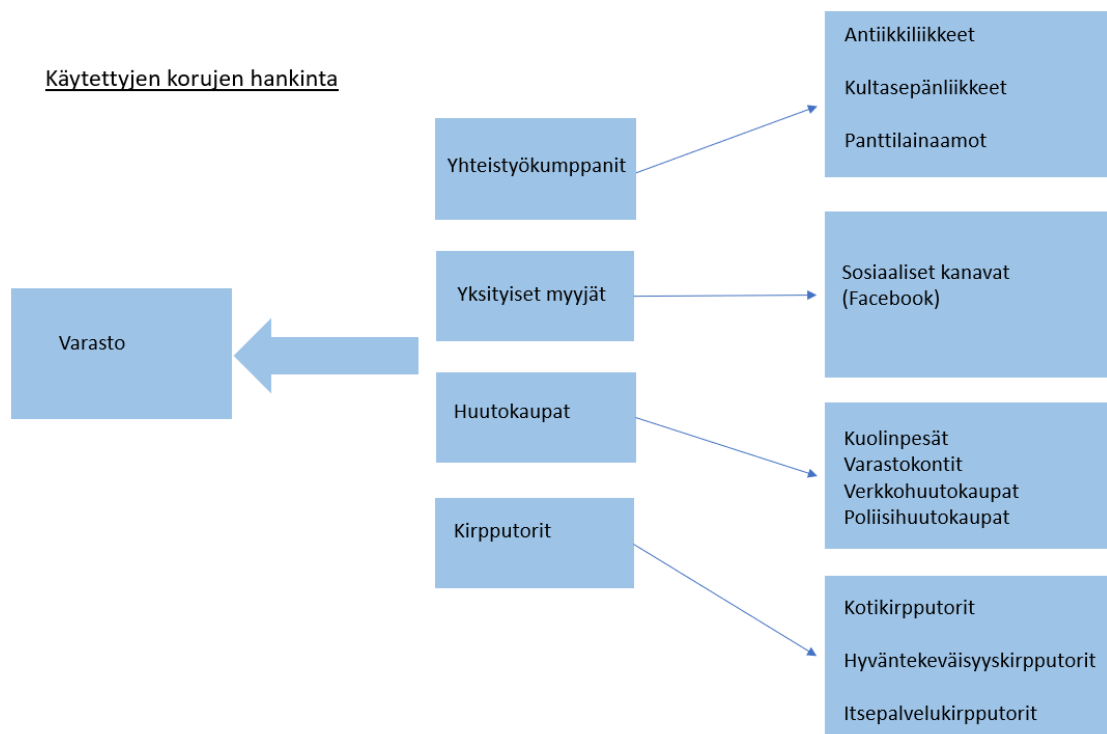 Käytettyjen korujen hankinta
Varasto
Yhteistyökumppanit
Yksityiset myyjät
Huutokaupat
Kirpputorit
Antiikkiliikkeet
Kultasepänliikkeet
Panttilainaamot
Sosiaaliset kanavat
(Facebook)
Kuolinpesät
Varastokontit
Verkkohuutokaupat
Poliisihuutokaupat
Kotikirpputorit
Hyväntekeväisyyskirpputorit
Itsepalvelukirpputorit